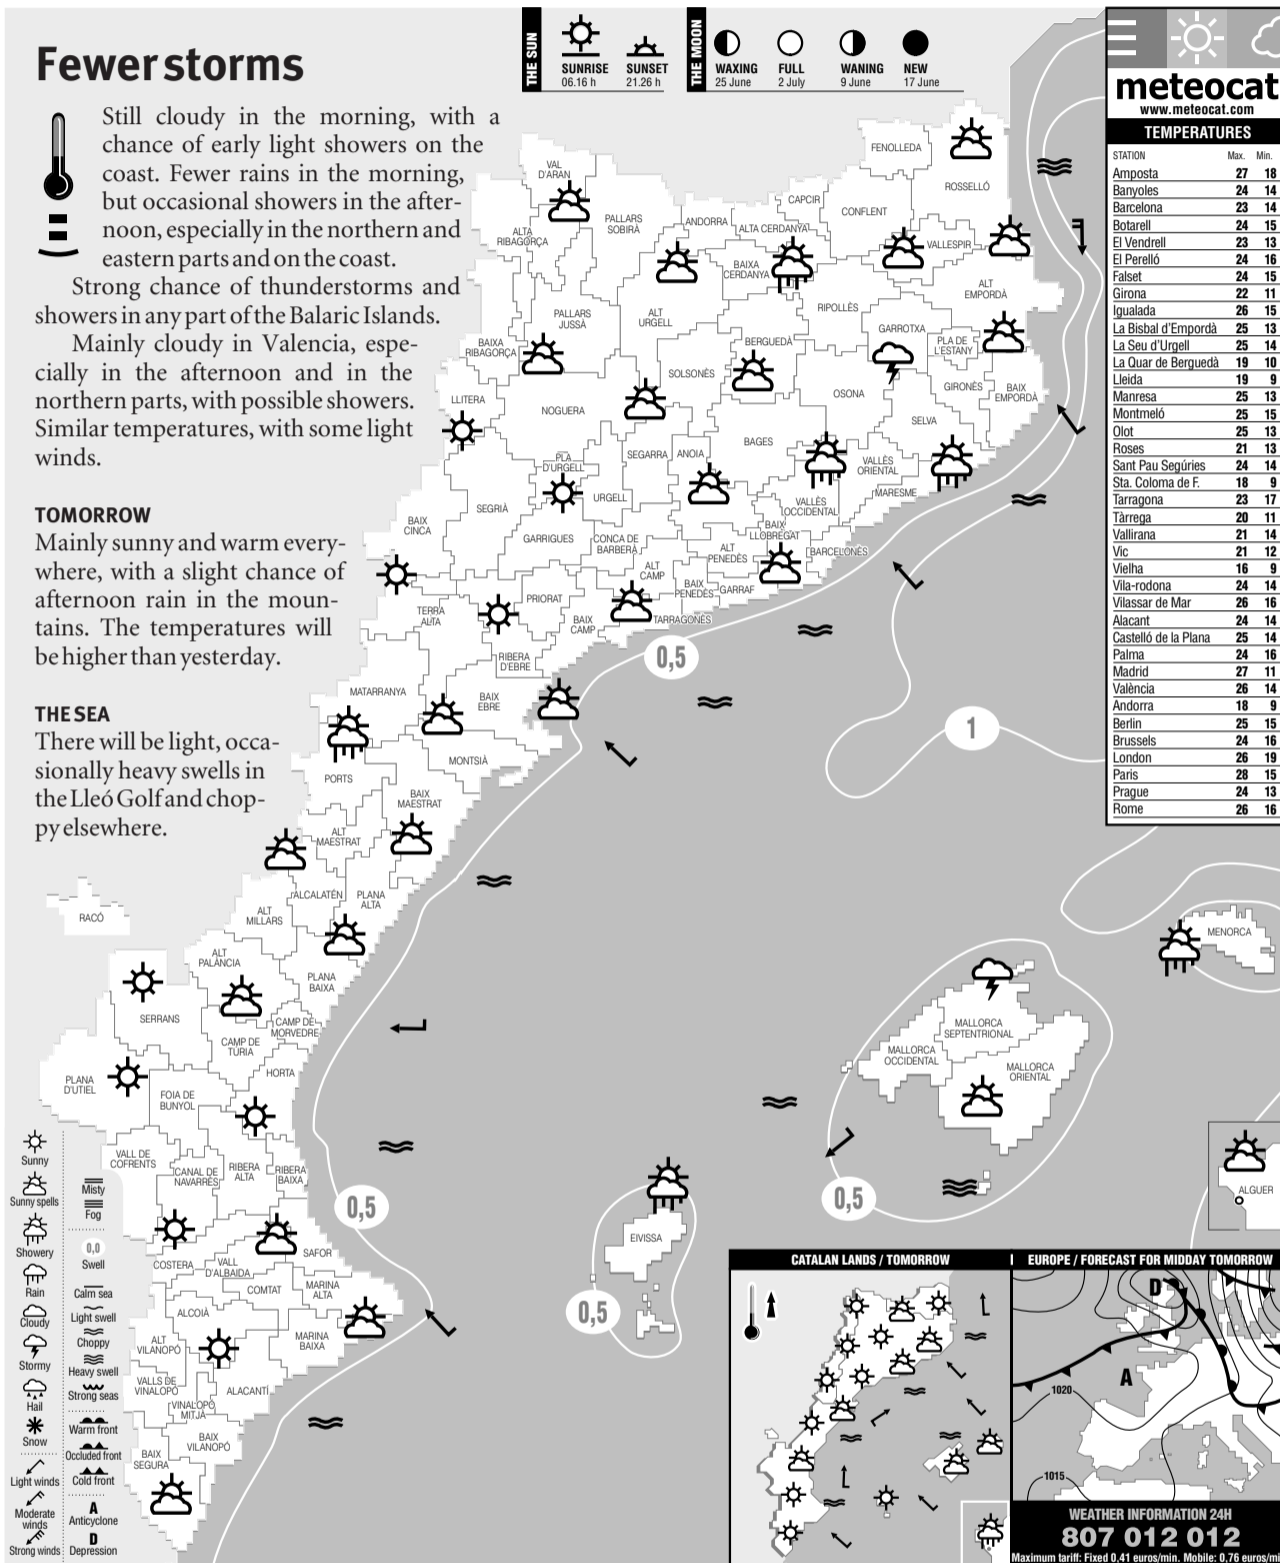 Fewer storms
Still cloudy in the morning, with a
chance of early light showers on the
coast. Fewer rains in the morning,
but occasional showers in the after-
noon, especially in the northern and
eastern parts and on the coast.
Strong chance of thunderstorms and
showers in any part of the Balaric Islands.
Mainly cloudy in Valencia, espe-
cially in the afternoon and in the
northern parts, with possible showers.
Similar temperatures, with some light
winds.
TOMORROW
Mainly sunny and warm every-
where, with a slight chance of
afternoon rain in the moun-
tains. The temperatures will
be higher than yesterday.
THE SEA
There will be light, occa-
sionally heavy swells in
the Lleó Golf and chop-
py elsewhere.
THE SUN
SUNRISE
06.16 h
SUNSET
21.26 h
THE MOON
WAXING
25 June
FULL
2 July
WANING
9 June
NEW
17 June
meteocat
www.meteocat.com
TEMPERATURES
STATION Max. Min.
Amposta 27 18
Banyoles 24 14
Barcelona 23 14
Botarell 24 15
El Vendrell 23 13
El Perelló 24 16
Falset 24 15
Girona 22 11
Igualada 26 15
La Bisbal d'Empordà 25 13
La Seu d'Urgell 25 14
La Quar de Berguedà 19 10
Lleida 19 9
Manresa 25 13
Montmeló 25 15
Olot 25 13
Roses 21 13
Sant Pau Segúries 24 14
Sta. Coloma de F. 18 9
Tarragona 23 17
Tàrrega 20 11
Vallirana 21 14
Vic 21 12
Vielha 16 9
Vila-rodona 24 14
Vilassar de Mar 26 16
Alacant 24 14
Castelló de la Plana 25 14
Palma 24 16
Madrid 27 11
València 26 14
Andorra 18 9
Berlin 25 15
Brussels 24 16
London 26 19
Paris 28 15
Prague 24 13
Rome 26 16
VAL
D'ARAN
ALTA
RIBAGORÇA
PALLARS
SOBIRÀ
ANDORRA
ALTA CERDANYA
CAPCIR
FENOLLEDA
CONFLENT
ROSSELLÓ
VALLESPIR
BAIXA
CERDANYA
ALT
EMPORDÀ
PALLARS
JUSSÀ
ALT
URGELL
RIPOLLÈS
GARROTXA
PLA DE
L'ESTANY
BAIXA
RIBAGORÇA
BERGUEDÀ
SOLSONÈS
LLITERA
NOGUERA
OSONA
GIRONÈS
BAIX
EMPORDÀ
SELVA
BAGES
SEGARRA
ANOIA
PLA
D'URGELL
URGELL
SEGRIÀ
VALLÈS
ORIENTAL
MARESME
VALLÈS
OCCIDENTAL
BAIX
CINCA
GARRIGUES
CONCA DE
BARBERÀ
BAIX
LLOBREGAT
BARCELONÈS
ALT
PENEDÈS
ALT
CAMP
BAIX
PENEDÈS
GARRAF
TERRA
ALTA
PRIORAT
BAIX
CAMP
TARRAGONÈS
RIBERA
D'EBRE
0,5
MATARRANYA
BAIX
EBRE
1
MONTSIÀ
PORTS
BAIX
MAESTRAT
ALT
MAESTRAT
ALCALATÉN
PLANA
ALTA
RACÓ
ALT
MILLARS
ALT
PALÀNCIA
PLANA
BAIXA
SERRANS
CAMP DE
MORVEDRE
CAMP DE
TÚRIA
HORTA
PLANA
D'UTIEL
FOIA DE
BUNYOL
VALL DE
COFRENTS
CANAL DE
NAVARRÉS
RIBERA
ALTA
RIBERA
BAIXA
0,5
COSTERA
VALL
D'ALBAIDA
SAFOR
COMTAT
MARINA
ALTA
ALCOIÀ
MARINA
BAIXA
ALT
VILANOPÓ
VALLS DE
VINALOPÓ
ALACANTÍ
VINALOPÓ
MITJÀ
BAIX
VILANOPÓ
BAIX
SEGURA
MENORCA
MALLORCA
SEPTENTRIONAL
MALLORCA
OCCIDENTAL
MALLORCA
ORIENTAL
0,5
EIVISSA
0,5
ALGUER
Sunny
Sunny spells
Showery
Rain
Cloudy
Stormy
Hail
Snow
Light winds
Moderate
winds
Strong winds
Misty
Fog
0,0
Swell
Calm sea
Light swell
Choppy
Heavy swell
Strong seas
Warm front
Occluded front
Cold front
A
Anticyclone
D
Depression
CATALAN LANDS / TOMORROW
EUROPE / FORECAST FOR MIDDAY TOMORROW
D
A
1020
1015
WEATHER INFORMATION 24H
807 012 012
Maximum tariff: Fixed 0,41 euros/min. Mobile: 0,76 euros/m